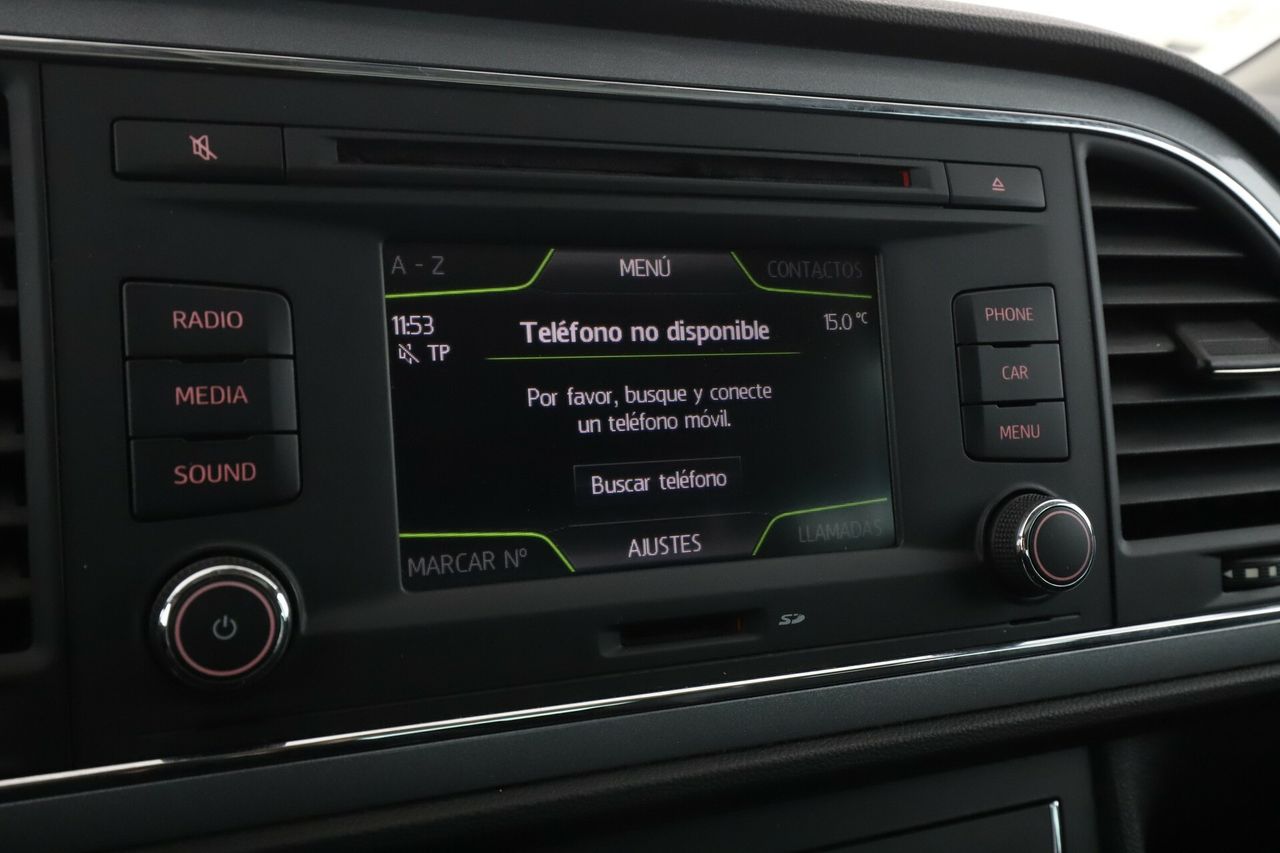 A - Z
MENÚ
CONTACTOS
RADIO
MEDIA
SOUND
11:53
TP
Teléfono no disponible
15.0 °C
Por favor, busque y conecte
un teléfono móvil.
Buscar teléfono
MARCAR Nº
AJUSTES
LLAMADAS
PHONE
CAR
MENU
SD